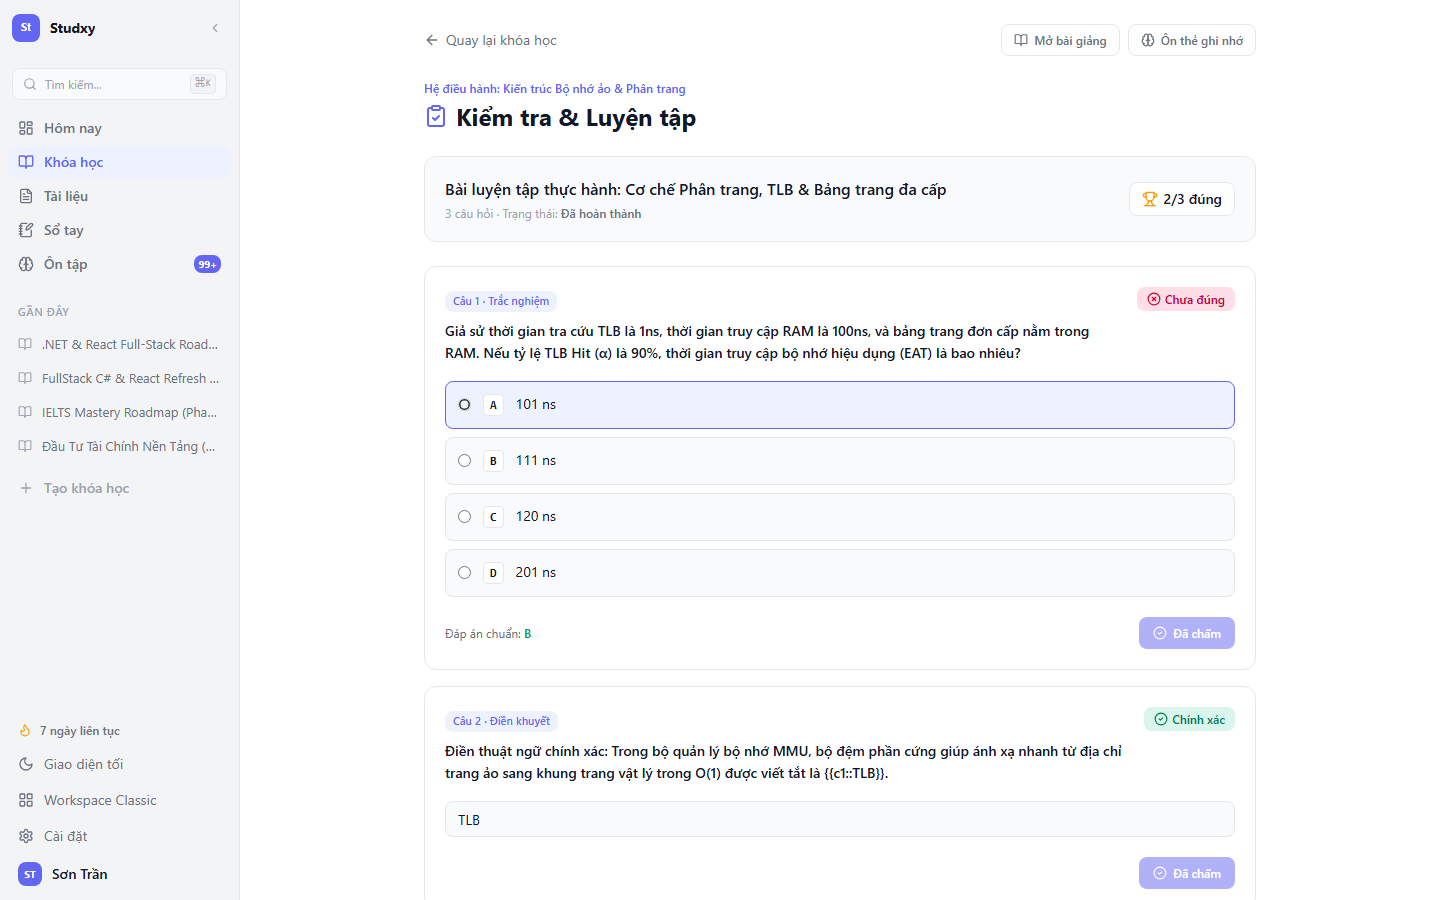 St Studxy
Tìm kiếm... ⌘K
Hôm nay
Khóa học
Tài liệu
Sổ tay
Ôn tập 99+
GẦN ĐÂY
.NET & React Full-Stack Road...
FullStack C# & React Refresh ...
IELTS Mastery Roadmap (Pha...
Đầu Tư Tài Chính Nền Tảng (...
Tạo khóa học
7 ngày liên tục
Giao diện tối
Workspace Classic
Cài đặt
ST Sơn Trần
Quay lại khóa học
Mở bài giảng
Ôn thẻ ghi nhớ
Hệ điều hành: Kiến trúc Bộ nhớ ảo & Phân trang
Kiểm tra & Luyện tập
Bài luyện tập thực hành: Cơ chế Phân trang, TLB & Bảng trang đa cấp
3 câu hỏi · Trạng thái: Đã hoàn thành
2/3 đúng
Câu 1 · Trắc nghiệm
Chưa đúng
Giả sử thời gian tra cứu TLB là 1ns, thời gian truy cập RAM là 100ns, và bảng trang đơn cấp nằm trong
RAM. Nếu tỷ lệ TLB Hit (α) là 90%, thời gian truy cập bộ nhớ hiệu dụng (EAT) là bao nhiêu?
A 101 ns
B 111 ns
C 120 ns
D 201 ns
Đáp án chuẩn: B
Đã chấm
Câu 2 · Điền khuyết
Chính xác
Điền thuật ngữ chính xác: Trong bộ quản lý bộ nhớ MMU, bộ đệm phần cứng giúp ánh xạ nhanh từ địa chỉ
trang ảo sang khung trang vật lý trong O(1) được viết tắt là {{c1::TLB}}.
TLB
Đã chấm